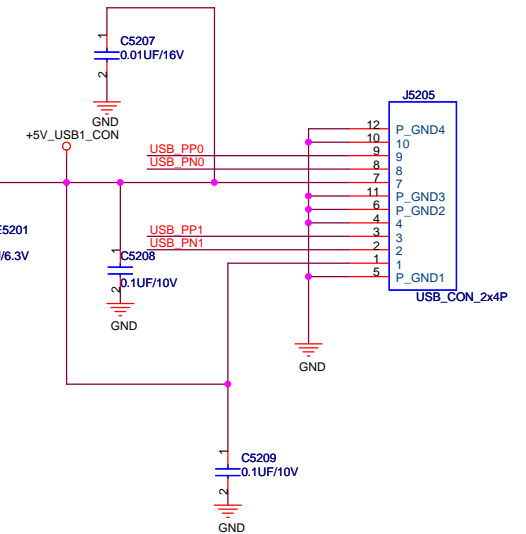 1
C5207
0.01UF/16V
2
GND
+5V_USB1_CON
J5205
12 P_GND4
10 10
USB_PP0 9 9
USB_PN0 8 8
7 7
11 P_GND3
6 P_GND2
4 4
USB_PP1 3 3
USB_PN1 2 2
1 1
5 P_GND1
USB_CON_2x4P
E5201
/6.3V
1
C5208
0.1UF/10V
2
GND
GND
1
C5209
0.1UF/10V
2
GND